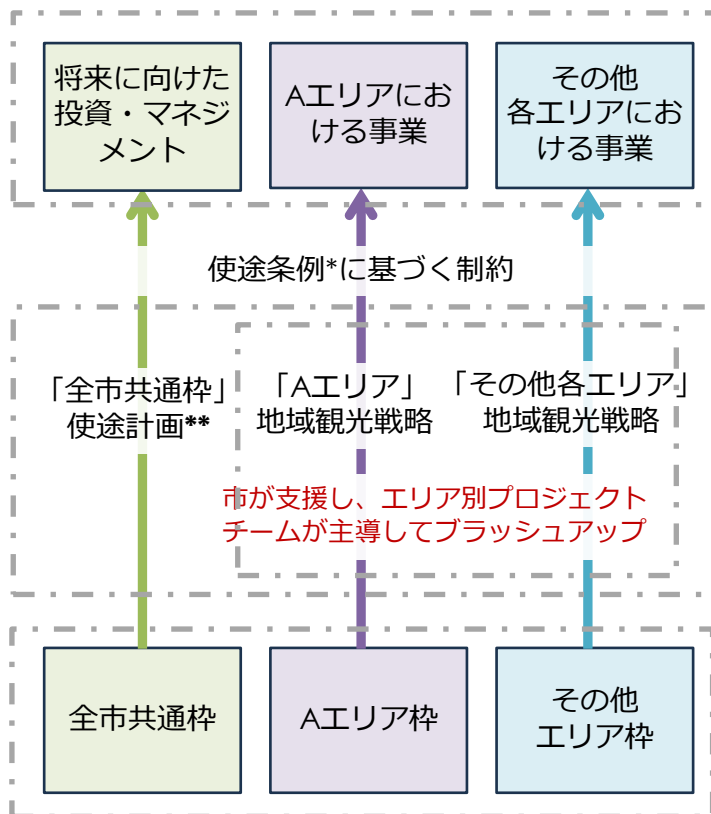 将来に向けた
投資・マネジ
メント
Aエリアにお
ける事業
その他
各エリアにお
ける事業
使途条例*に基づく制約
「全市共通枠」
使途計画**
「Aエリア」
地域観光戦略
「その他各エリア」
地域観光戦略
市が支援し、エリア別プロジェクト
チームが主導してブラッシュアップ
全市共通枠
Aエリア枠
その他
エリア枠